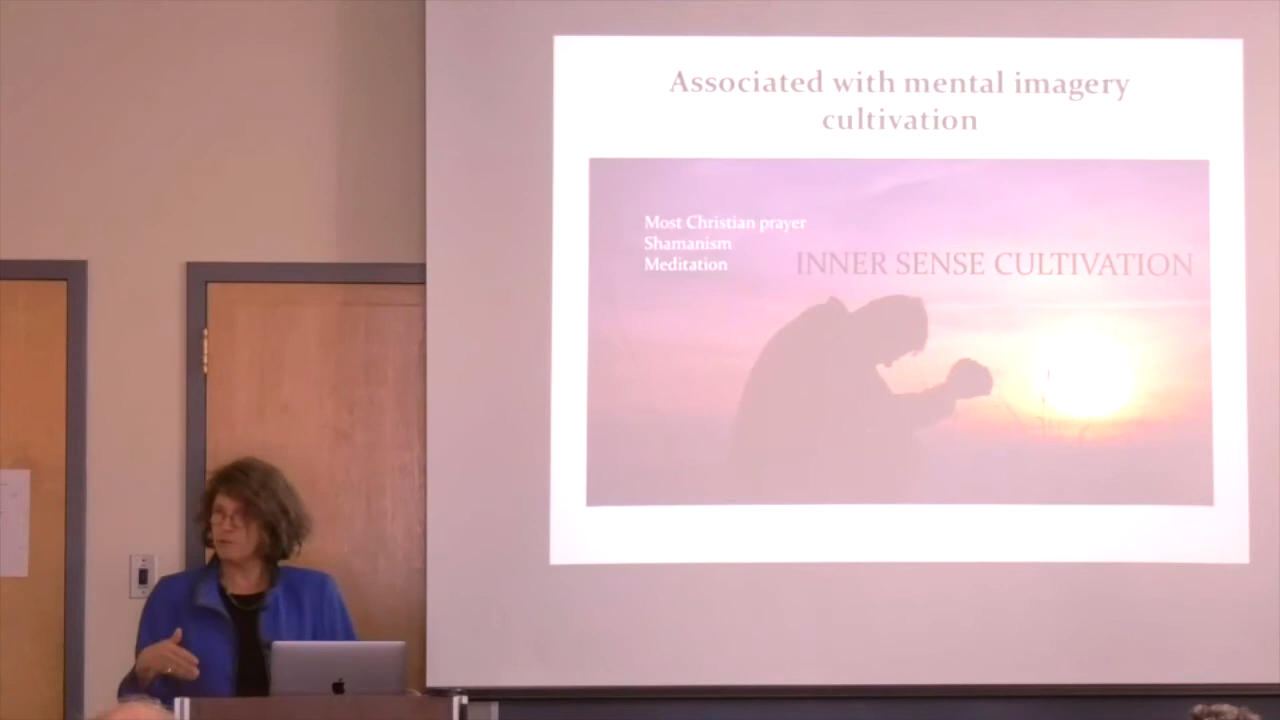 Associated with mental imagery
cultivation
Most Christian prayer
Shamanism
Meditation
INNER SENSE CULTIVATION